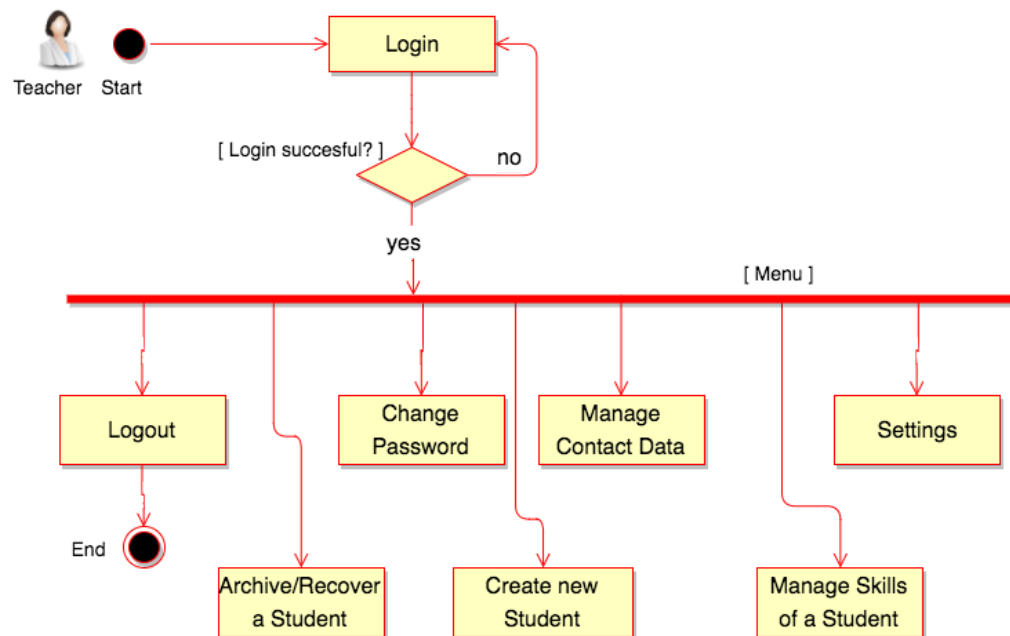 Login
Teacher
Start
[ Login succesful? ]
no
yes
[ Menu ]
Logout
Change
Password
Manage
Contact Data
Settings
End
Archive/Recover
a Student
Create new
Student
Manage Skills
of a Student